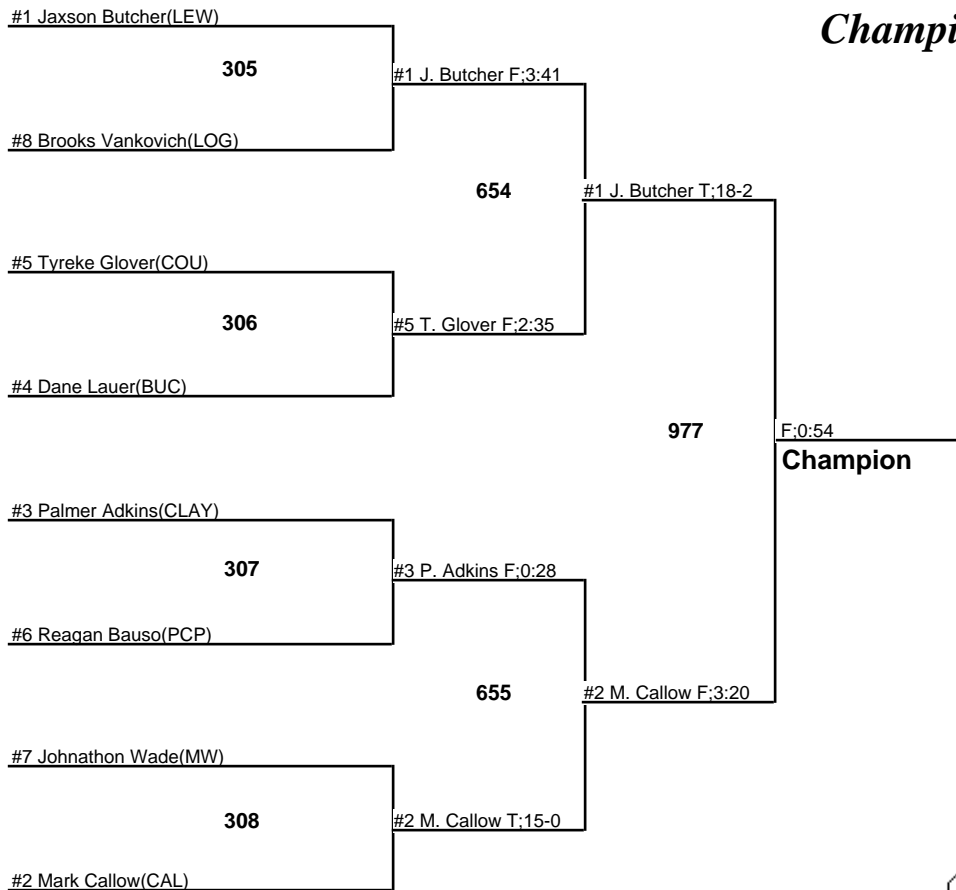 #1 Jaxson Butcher(LEW)
Champi
305
#1 J. Butcher F;3:41
#8 Brooks Vankovich(LOG)
654
#1 J. Butcher T;18-2
#5 Tyreke Glover(COU)
306
#5 T. Glover F;2:35
#4 Dane Lauer(BUC)
977
F;0:54
Champion
#3 Palmer Adkins(CLAY)
307
#3 P. Adkins F;0:28
#6 Reagan Bauso(PCP)
655
#2 M. Callow F;3:20
#7 Johnathon Wade(MW)
308
#2 M. Callow T;15-0
#2 Mark Callow(CAL)